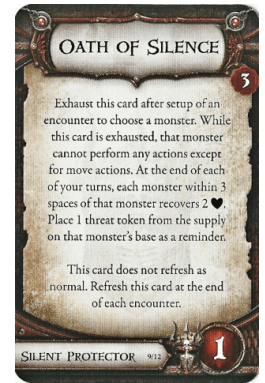 OATH OF SILENCE
3
Exhaust this card after setup of an
encounter to choose a monster. While
this card is exhausted, that monster
cannot perform any actions except
for move actions. At the end of each
of your turns, each monster within 3
spaces of that monster recovers 2 ♥.
Place 1 threat token from the supply
on that monster's base as a reminder.
This card does not refresh as
normal. Refresh this card at the end
of each encounter.
SILENT PROTECTOR 9/12
1